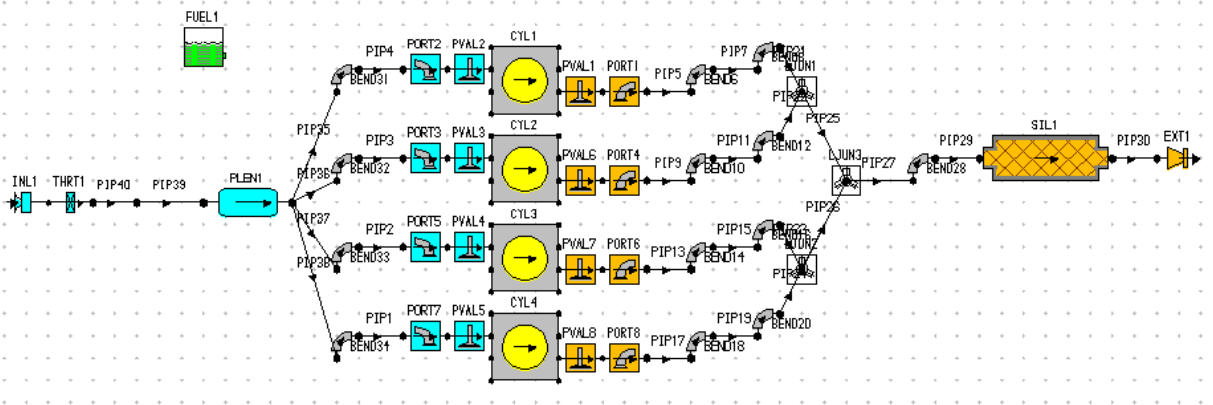 FUEL1
CYL1
PIP4 PORT2 PVAL2
BEND31
PVAL1 PORT1 PIP5
PIP7
BEND6
LJUN1
PIP35
PIP25
CYL2
PIP3 PORT3 PVAL3
BEND32
PIP36
PVAL6 PORT4 PIP9
PIP11
BEND10
BEND12
INL1 THRT1 PIP40 PIP39 PLEN1
LJUN3
PIP27
BEND28
PIP29
SIL1
PIP30
EXT1
PIP37
CYL3
PIP2 PORT5 PVAL4
BEND33
PIP38
PVAL7 PORT6 PIP13
PIP15
BEND14
PIP26
LJUN2
CYL4
PIP1 PORT7 PVAL5
BEND34
PVAL8 PORT8 PIP17
PIP19
BEND18
BEND20